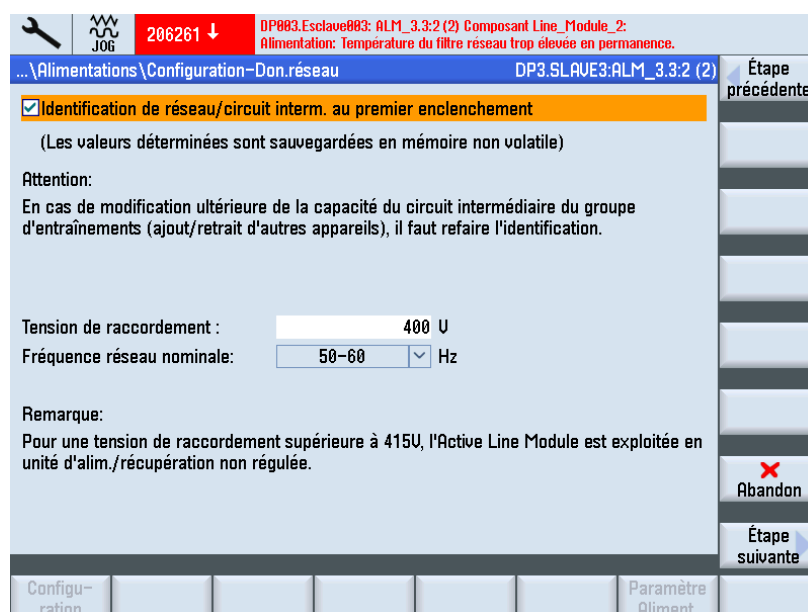 JOG
206261
DP003.Esclave003: ALM_3.3:2 (2) Composant Line_Module_2:
Alimentation: Température du filtre réseau trop élevée en permanence.
...\Alimentations\Configuration-Don.réseau DP3.SLAVE3:ALM_3.3:2 (2)
Étape
précédente
Identification de réseau/circuit interm. au premier enclenchement
(Les valeurs déterminées sont sauvegardées en mémoire non volatile)
Attention:
En cas de modification ultérieure de la capacité du circuit intermédiaire du groupe
d'entraînements (ajout/retrait d'autres appareils), il faut refaire l'identification.
Tension de raccordement : 400 V
Fréquence réseau nominale: 50-60 Hz
Remarque:
Pour une tension de raccordement supérieure à 415V, l'Active Line Module est exploitée en
unité d'alim./récupération non régulée.
Abandon
Étape
suivante
Configu-
ration
Paramètre
Aliment.